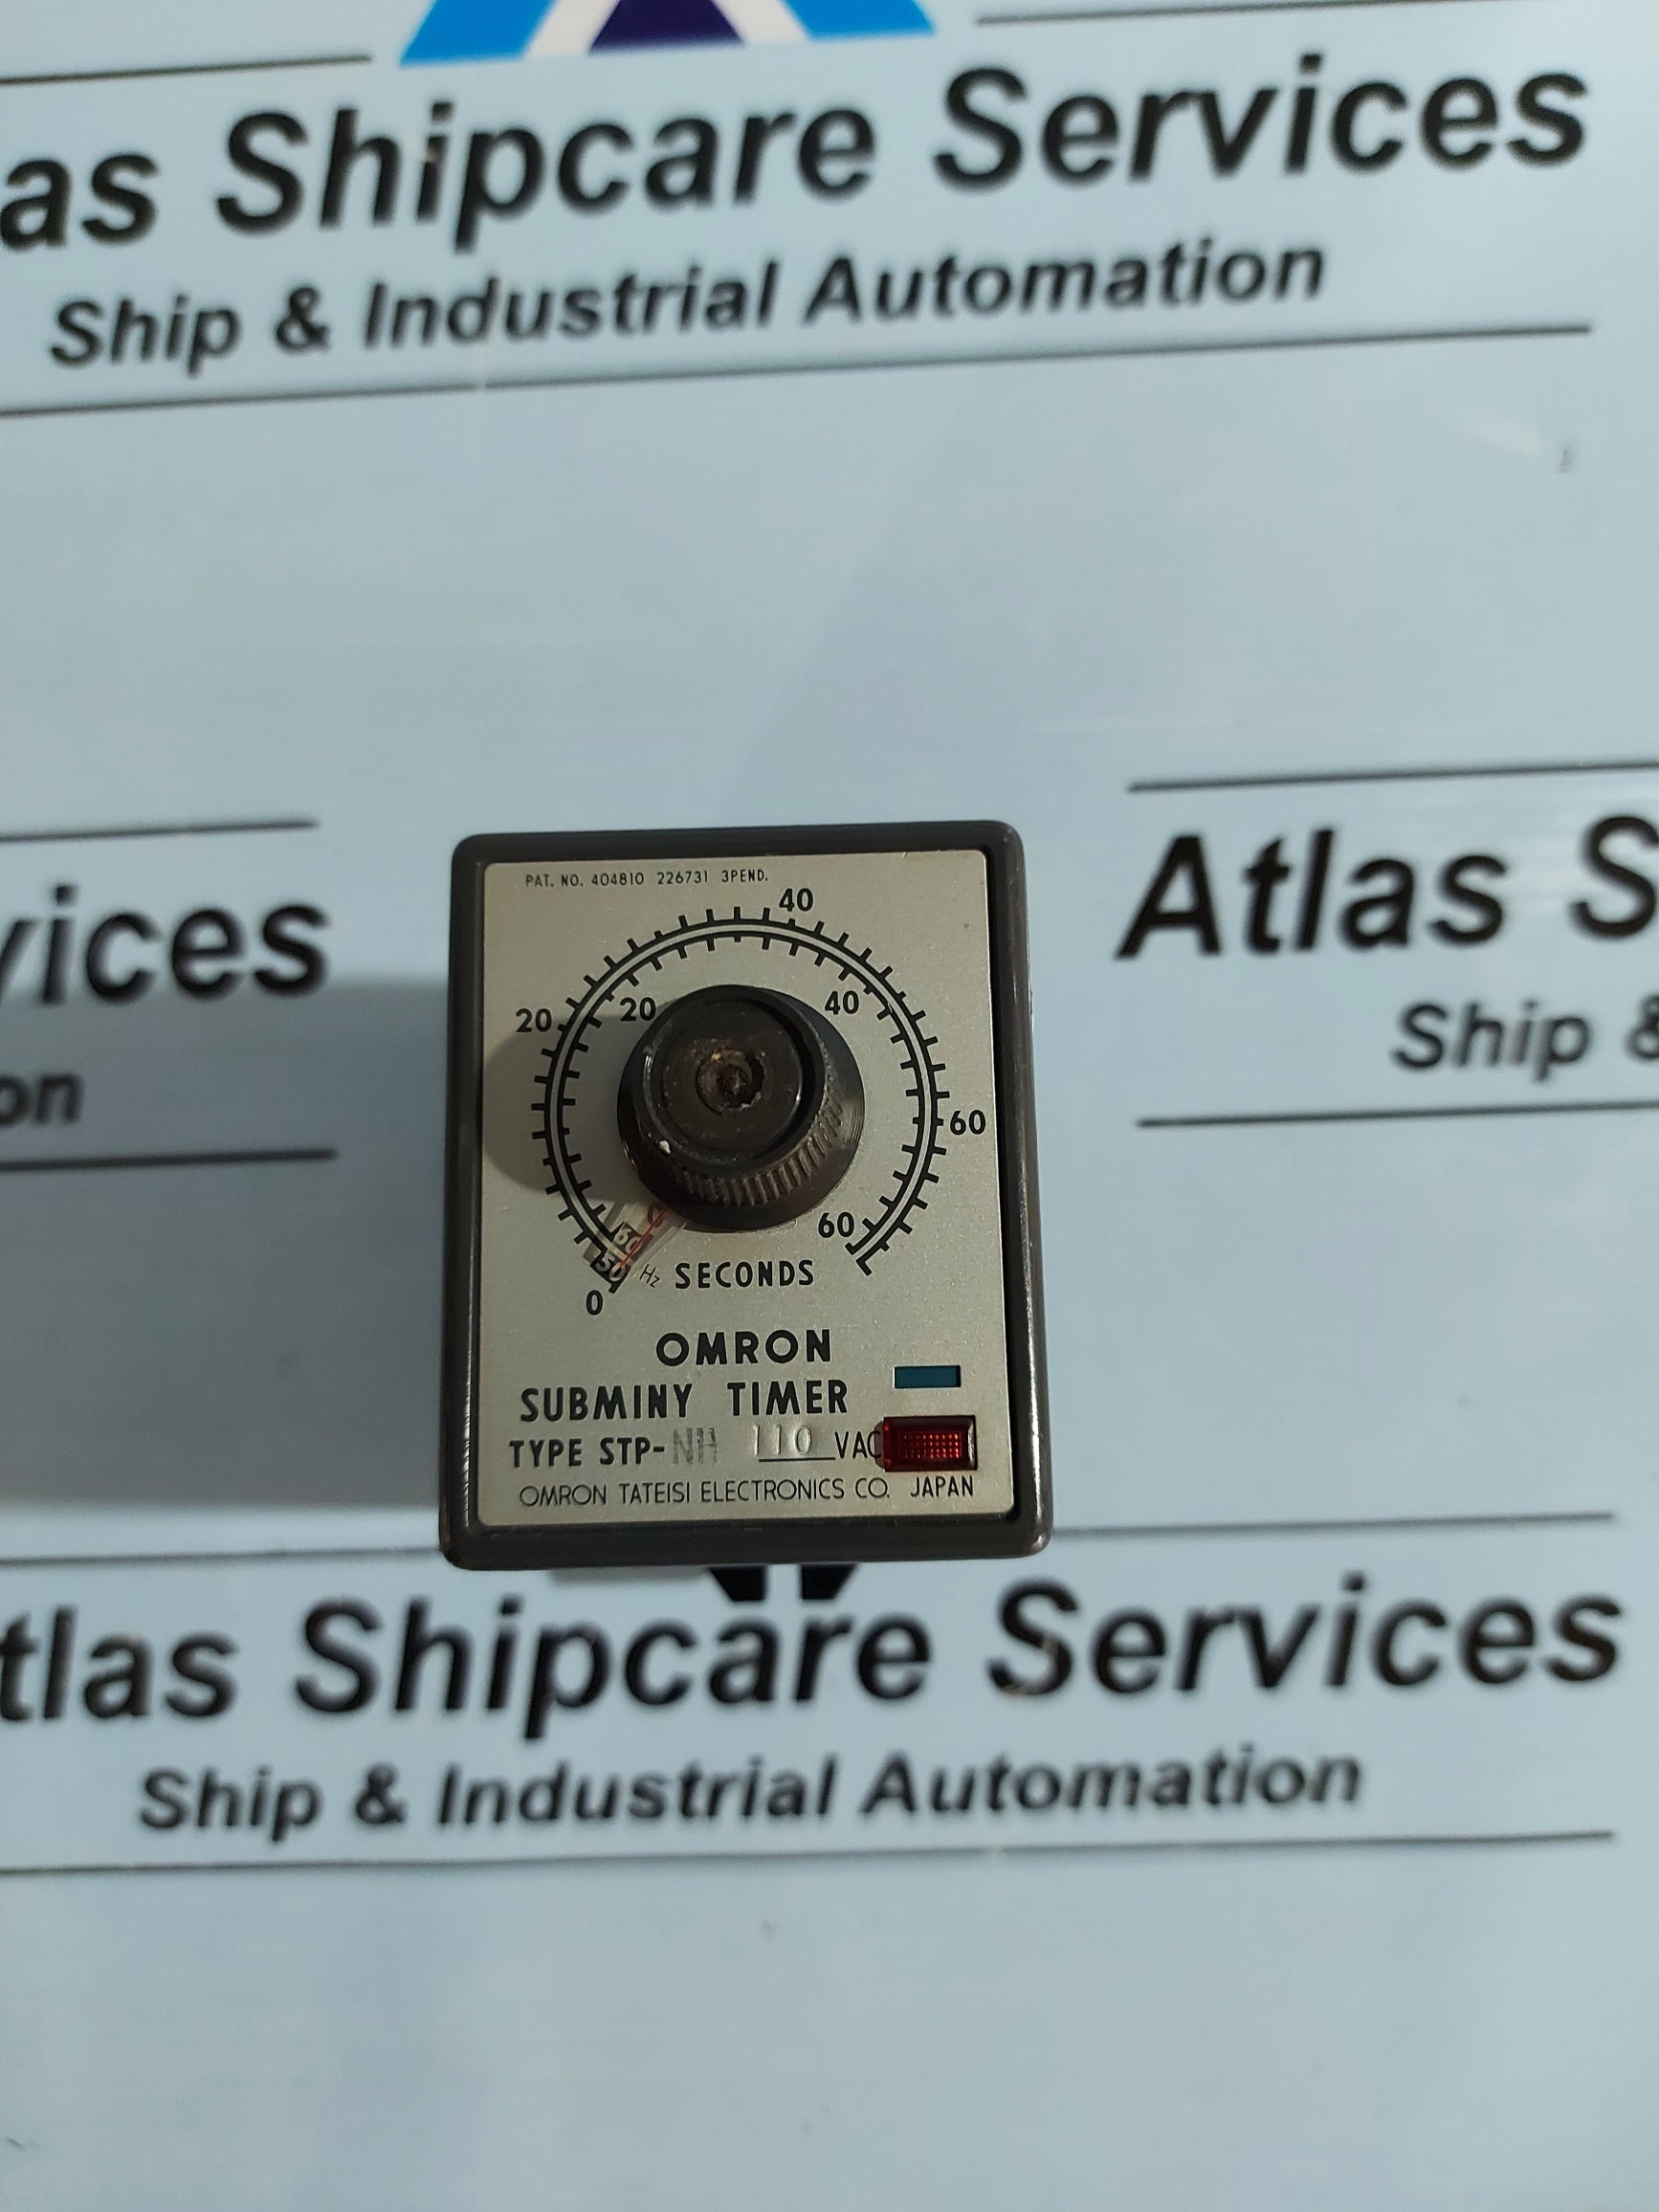 as Shipcare Services
Ship & Industrial Automation
vices
on
Atlas S
Ship &
PAT. NO. 404810 226731 3PEND.
40
20
20
40
60
60
60
50
0
0
Hz
SECONDS
OMRON
SUBMINY TIMER
TYPE STP-NH 110 VAC
OMRON TATEISI ELECTRONICS CO. JAPAN
tlas Shipcare Services
Ship & Industrial Automation